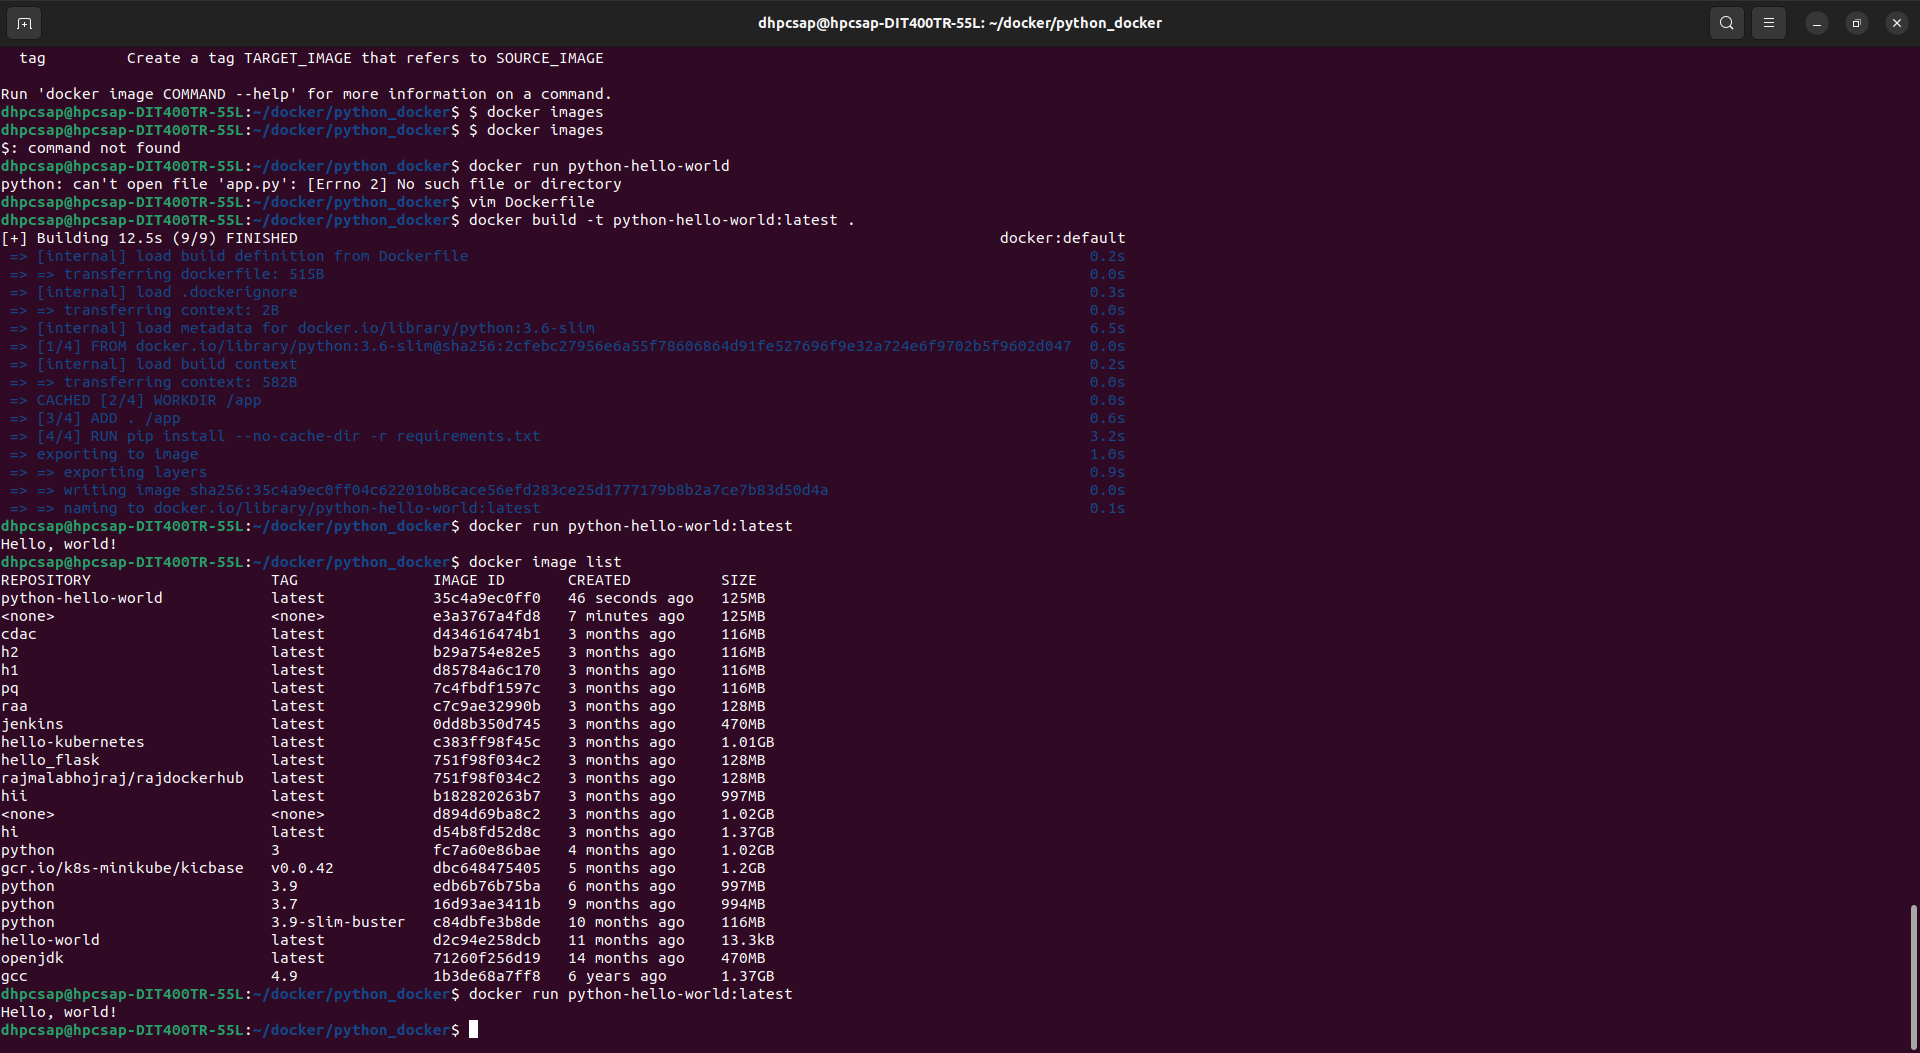 dhpcsap@hpcsap-DIT400TR-55L: ~/docker/python_docker
  tag         Create a tag TARGET_IMAGE that refers to SOURCE_IMAGE
Run 'docker image COMMAND --help' for more information on a command.
dhpcsap@hpcsap-DIT400TR-55L:~/docker/python_docker$ $ docker images
dhpcsap@hpcsap-DIT400TR-55L:~/docker/python_docker$ $ docker images
$: command not found
dhpcsap@hpcsap-DIT400TR-55L:~/docker/python_docker$ docker run python-hello-world
python: can't open file 'app.py': [Errno 2] No such file or directory
dhpcsap@hpcsap-DIT400TR-55L:~/docker/python_docker$ vim Dockerfile
dhpcsap@hpcsap-DIT400TR-55L:~/docker/python_docker$ docker build -t python-hello-world:latest .
[+] Building 12.5s (9/9) FINISHED docker:default
 => [internal] load build definition from Dockerfile 0.2s
 => => transferring dockerfile: 515B 0.0s
 => [internal] load .dockerignore 0.3s
 => => transferring context: 2B 0.0s
 => [internal] load metadata for docker.io/library/python:3.6-slim 6.5s
 => [1/4] FROM docker.io/library/python:3.6-slim@sha256:2cfebc27956e6a55f78606864d91fe527696f9e32a724e6f9702b5f9602d047 0.0s
 => [internal] load build context 0.2s
 => => transferring context: 582B 0.0s
 => CACHED [2/4] WORKDIR /app 0.0s
 => [3/4] ADD . /app 0.6s
 => [4/4] RUN pip install --no-cache-dir -r requirements.txt 3.2s
 => exporting to image 1.0s
 => => exporting layers 0.9s
 => => writing image sha256:35c4a9ec0ff04c622010b8cace56efd283ce25d1777179b8b2a7ce7b83d50d4a 0.0s
 => => naming to docker.io/library/python-hello-world:latest 0.1s
dhpcsap@hpcsap-DIT400TR-55L:~/docker/python_docker$ docker run python-hello-world:latest
Hello, world!
dhpcsap@hpcsap-DIT400TR-55L:~/docker/python_docker$ docker image list
REPOSITORY                    TAG               IMAGE ID       CREATED          SIZE
python-hello-world            latest            35c4a9ec0ff0   46 seconds ago   125MB
<none>                        <none>            e3a3767a4fd8   7 minutes ago    125MB
cdac                          latest            d434616474b1   3 months ago     116MB
h2                            latest            b29a754e82e5   3 months ago     116MB
h1                            latest            d85784a6c170   3 months ago     116MB
pq                            latest            7c4fbdf1597c   3 months ago     116MB
raa                           latest            c7c9ae32990b   3 months ago     128MB
jenkins                       latest            0dd8b350d745   3 months ago     470MB
hello-kubernetes              latest            c383ff98f45c   3 months ago     1.01GB
hello_flask                   latest            751f98f034c2   3 months ago     128MB
rajmalabhojraj/rajdockerhub   latest            751f98f034c2   3 months ago     128MB
hii                           latest            b182820263b7   3 months ago     997MB
<none>                        <none>            d894d69ba8c2   3 months ago     1.02GB
hi                            latest            d54b8fd52d8c   3 months ago     1.37GB
python                        3                 fc7a60e86bae   4 months ago     1.02GB
gcr.io/k8s-minikube/kicbase   v0.0.42           dbc648475405   5 months ago     1.2GB
python                        3.9               edb6b76b75ba   6 months ago     997MB
python                        3.7               16d93ae3411b   9 months ago     994MB
python                        3.9-slim-buster   c84dbfe3b8de   10 months ago    116MB
hello-world                   latest            d2c94e258dcb   11 months ago    13.3kB
openjdk                       latest            71260f256d19   14 months ago    470MB
gcc                           4.9               1b3de68a7ff8   6 years ago      1.37GB
dhpcsap@hpcsap-DIT400TR-55L:~/docker/python_docker$ docker run python-hello-world:latest
Hello, world!
dhpcsap@hpcsap-DIT400TR-55L:~/docker/python_docker$